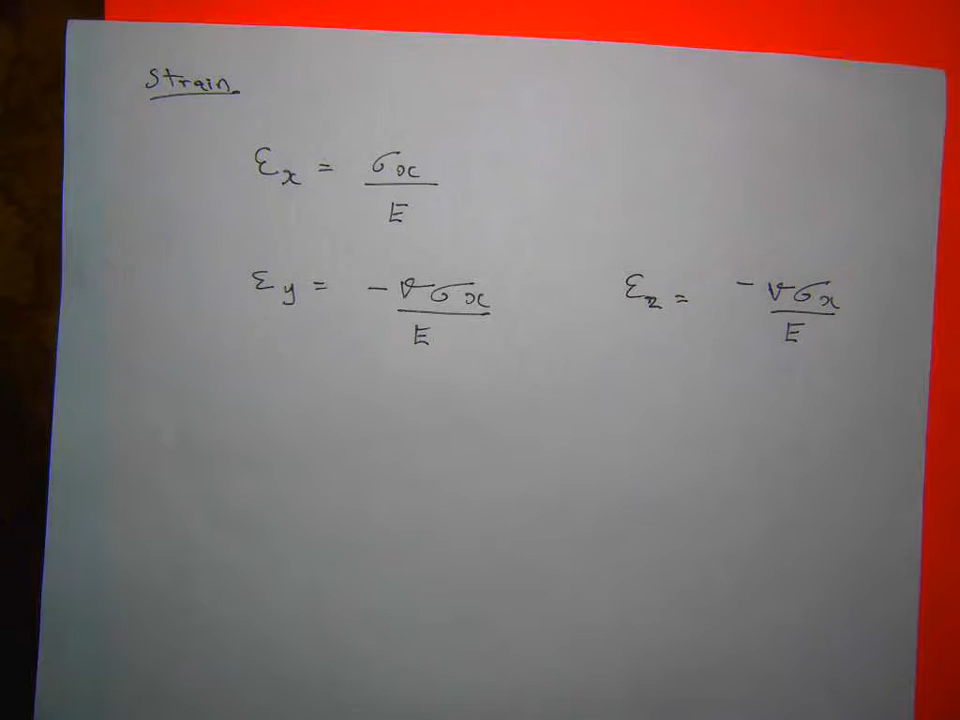 Strain
εx = σx / E
εy = -νσx / E    εz = -νσx / E